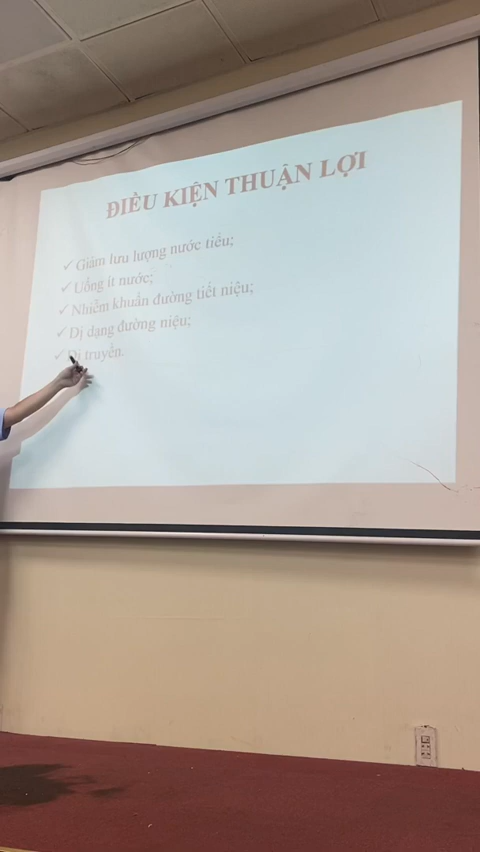 ĐIỀU KIỆN THUẬN LỢI
✓ Giảm lưu lượng nước tiểu;
✓ Uống ít nước;
✓ Nhiễm khuẩn đường tiết niệu;
✓ Dị dạng đường niệu;
✓ Di truyền.